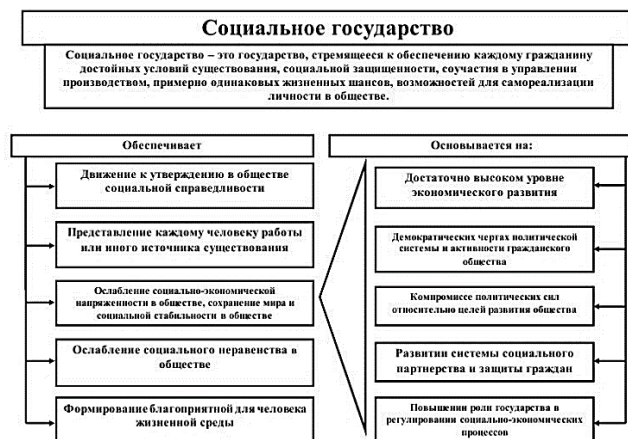 Социальное государство
Социальное государство – это государство, стремящееся к обеспечению каждому гражданину
достойных условий существования, социальной защищенности, соучастия в управлении
производством, примерно одинаковых жизненных шансов, возможностей для самореализации
личности в обществе.
Обеспечивает
Движение к утверждению в обществе
социальной справедливости
Представление каждому человеку работы
или иного источника существования
Ослабление социально-экономической
напряженности в обществе, сохранение мира и
социальной стабильности в обществе
Ослабление социального неравенства в
обществе
Формирование благоприятной для человека
жизненной среды
Основывается на:
Достаточно высоком уровне
экономического развития
Демократических чертах политической
системы и активности гражданского
общества
Компромиссе политических сил
относительно целей развития общества
Развитии системы социального
партнерства и защиты граждан
Повышении роли государства в
регулировании социально-экономических
процессов